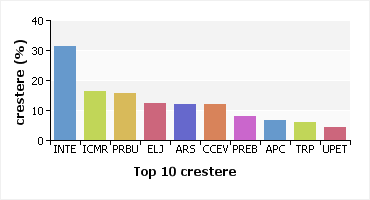 crestere (%)
40
30
20
10
0
INTE ICMR PRBU ELJ ARS CCEV PREB APC TRP UPET
Top 10 crestere